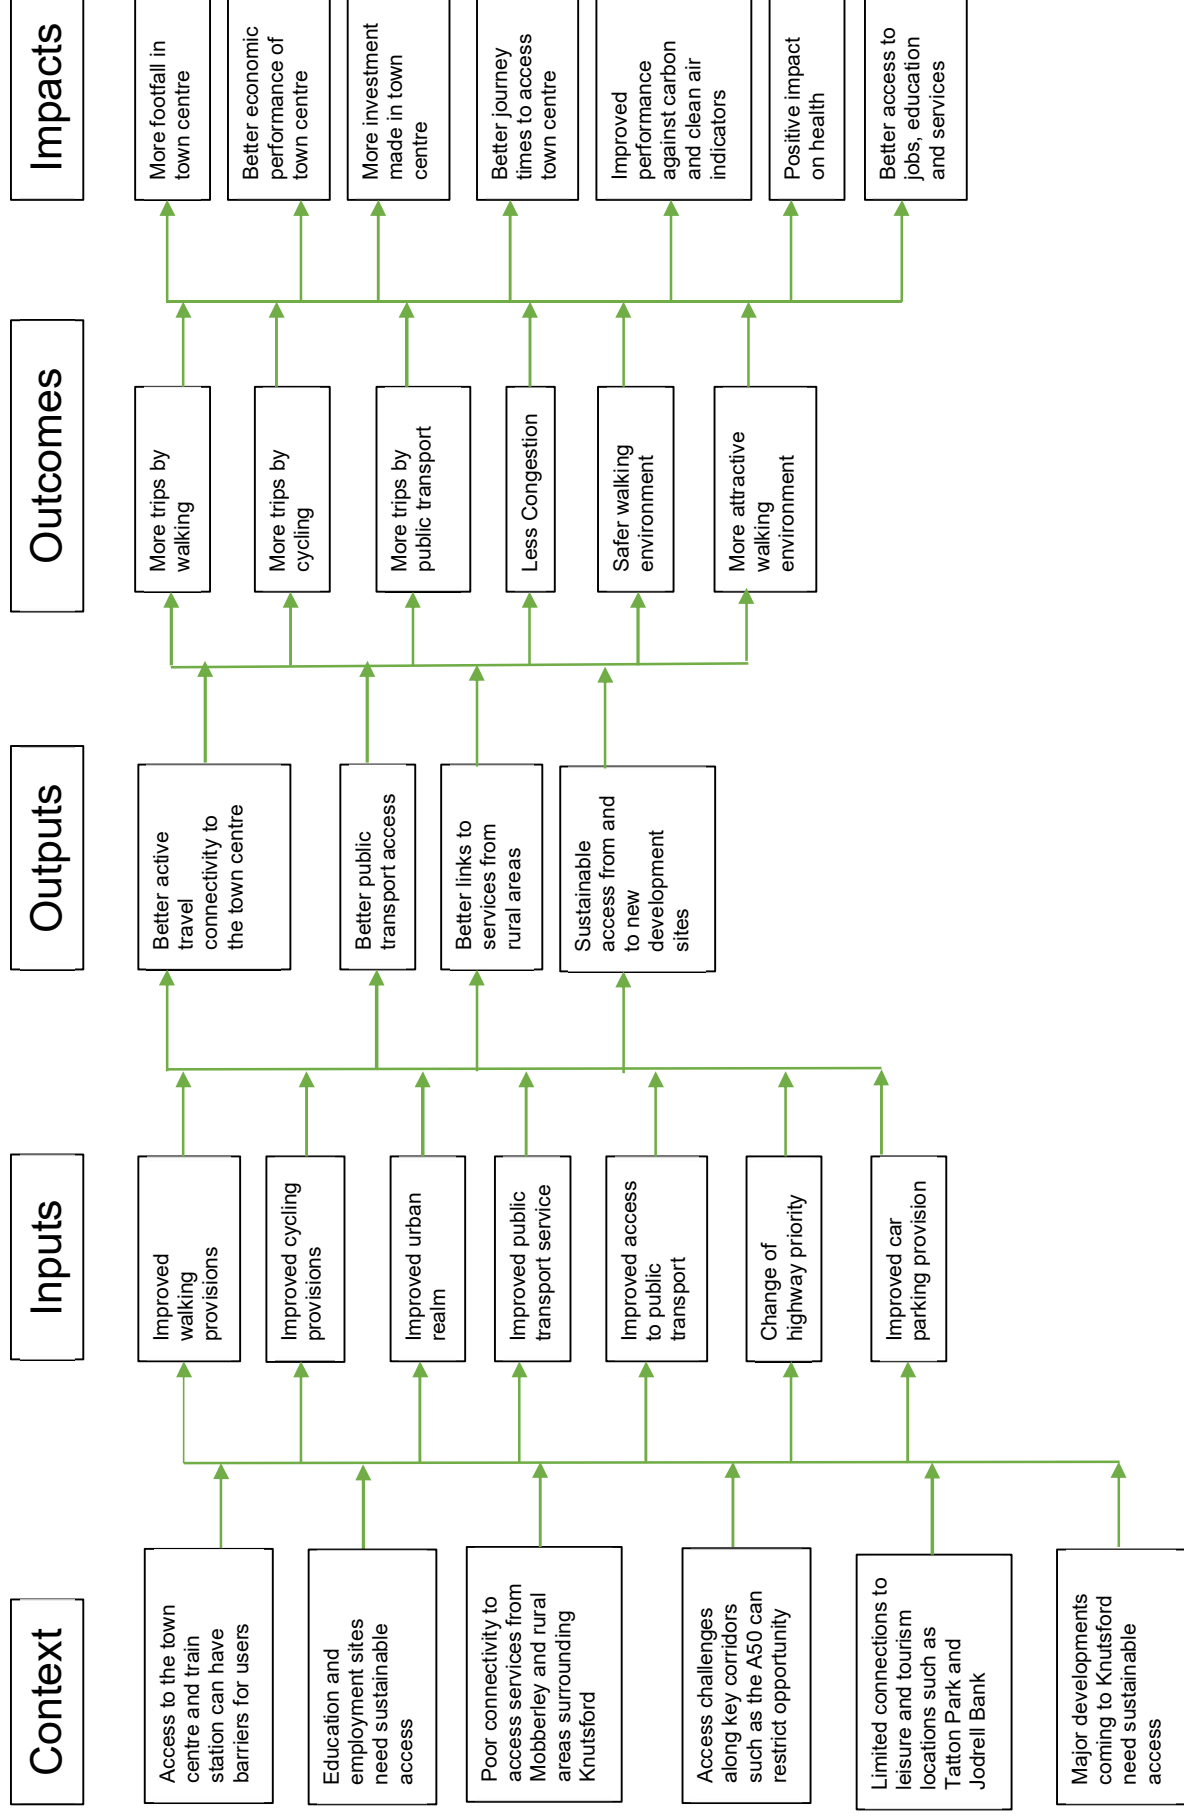 Context
Access to the town
centre and train
station can have
barriers for users
Education and
employment sites
need sustainable
access
Poor connectivity to
access services from
Mobberley and rural
areas surrounding
Knutsford
Access challenges
along key corridors
such as the A50 can
restrict opportunity
Limited connections to
leisure and tourism
locations such as
Tatton Park and
Jodrell Bank
Major developments
coming to Knutsford
need sustainable
access
Inputs
Improved
walking
provisions
Improved cycling
provisions
Improved urban
realm
Improved public
transport service
Improved access
to public
transport
Change of
highway priority
Improved car
parking provision
Outputs
Better active
travel
connectivity to
the town centre
Better public
transport access
Better links to
services from
rural areas
Sustainable
access from and
to new
development
sites
Outcomes
More trips by
walking
More trips by
cycling
More trips by
public transport
Less Congestion
Safer walking
environment
More attractive
walking
environment
Impacts
More footfall in
town centre
Better economic
performance of
town centre
More investment
made in town
centre
Better journey
times to access
town centre
Improved
performance
against carbon
and clean air
indicators
Positive impact
on health
Better access to
jobs, education
and services